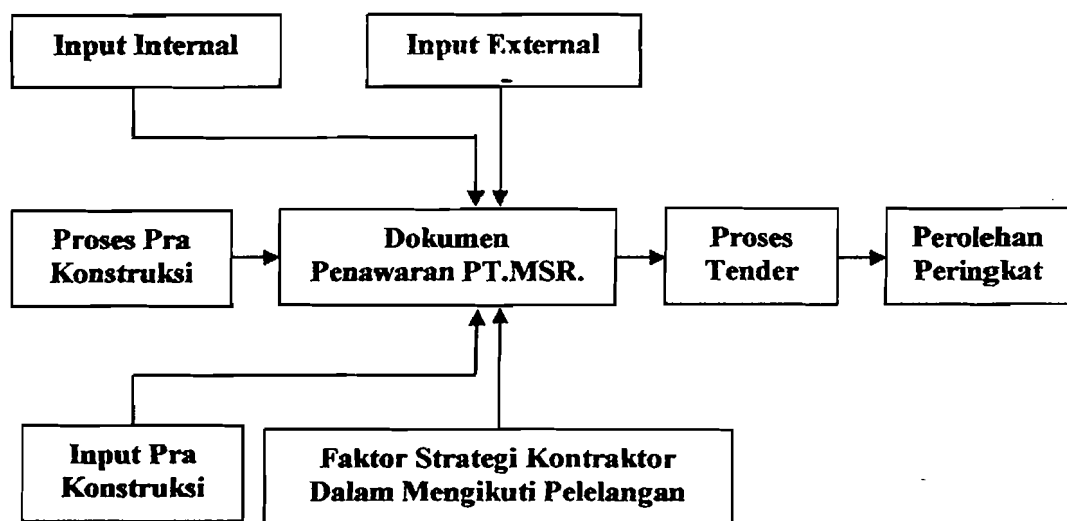 Input Internal
Input External
Proses Pra
Konstruksi
Dokumen
Penawaran PT.MSR.
Proses
Tender
Perolehan
Peringkat
Input Pra
Konstruksi
Faktor Strategi Kontraktor
Dalam Mengikuti Pelelangan